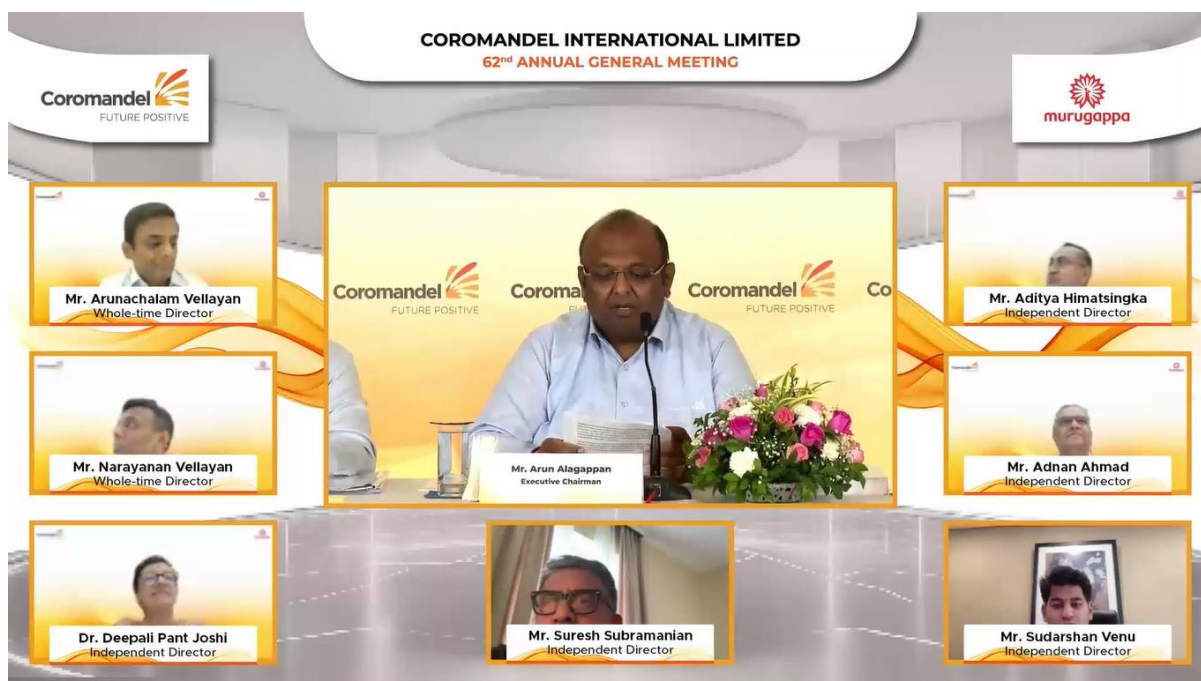 COROMANDEL INTERNATIONAL LIMITED
62nd ANNUAL GENERAL MEETING
Coromandel
FUTURE POSITIVE
murugappa
Mr. Arunachalam Vellayan
Whole-time Director
Coromandel
FUTURE POSITIVE
Coroma
FU
Coromandel
FUTURE POSITIVE
Co
Mr. Aditya Himatsingka
Independent Director
Mr. Narayanan Vellayan
Whole-time Director
Mr. Arun Alagappan
Executive Chairman
Mr. Adnan Ahmad
Independent Director
Dr. Deepali Pant Joshi
Independent Director
Mr. Suresh Subramanian
Independent Director
Mr. Sudarshan Venu
Independent Director